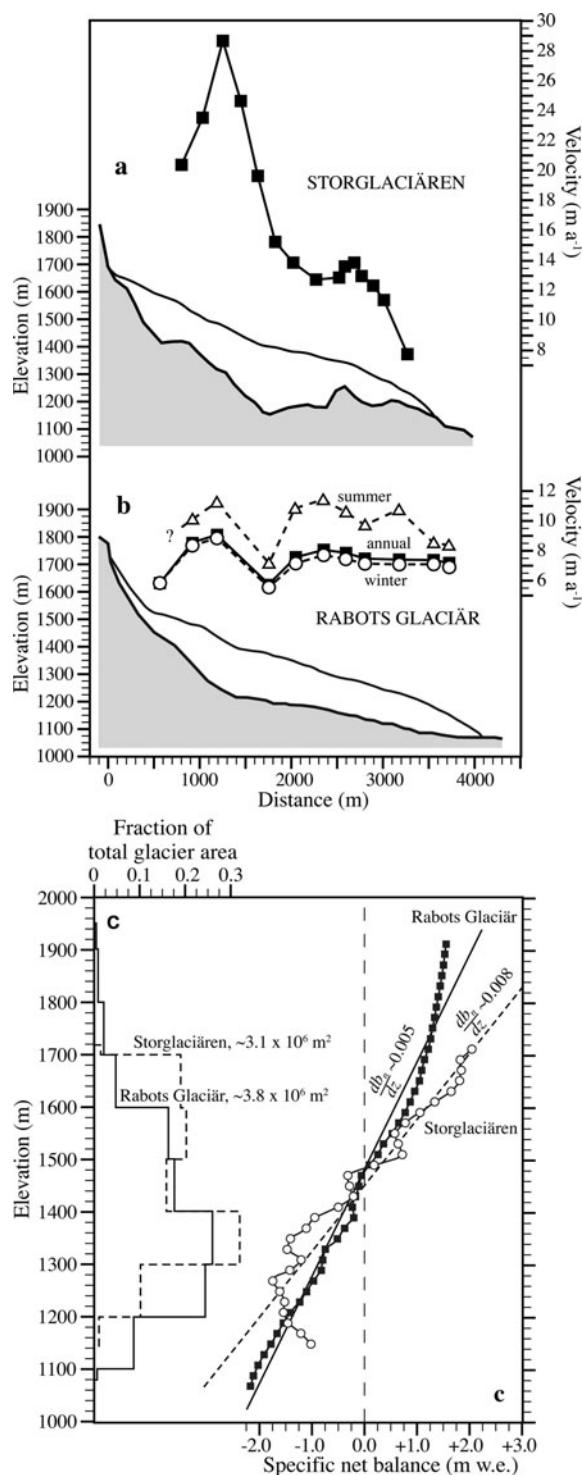 a
STORGLACIÄREN
Elevation (m)
1900
1800
1700
1600
1500
1400
1300
1200
1100
1000
Velocity (m a-1)
30
28
26
24
22
20
18
16
14
12
10
8
b
?
summer
annual
winter
RABOTS GLACIÄR
Elevation (m)
1900
1800
1700
1600
1500
1400
1300
1200
1100
1000
Velocity (m a-1)
12
10
8
6
0 1000 2000 3000 4000
Distance (m)
Fraction of
total glacier area
0 0.1 0.2 0.3
c
Elevation (m)
2000
1900
1800
1700
1600
1500
1400
1300
1200
1100
1000
Storglaciären, ~3.1 x 10⁶ m²
Rabots Glaciär, ~3.8 x 10⁶ m²
Rabots Glaciär
dbn/dz ~0.005
dbn/dz ~0.008
Storglaciären
c
-2.0 -1.0 0.0 +1.0 +2.0 +3.0
Specific net balance (m w.e.)